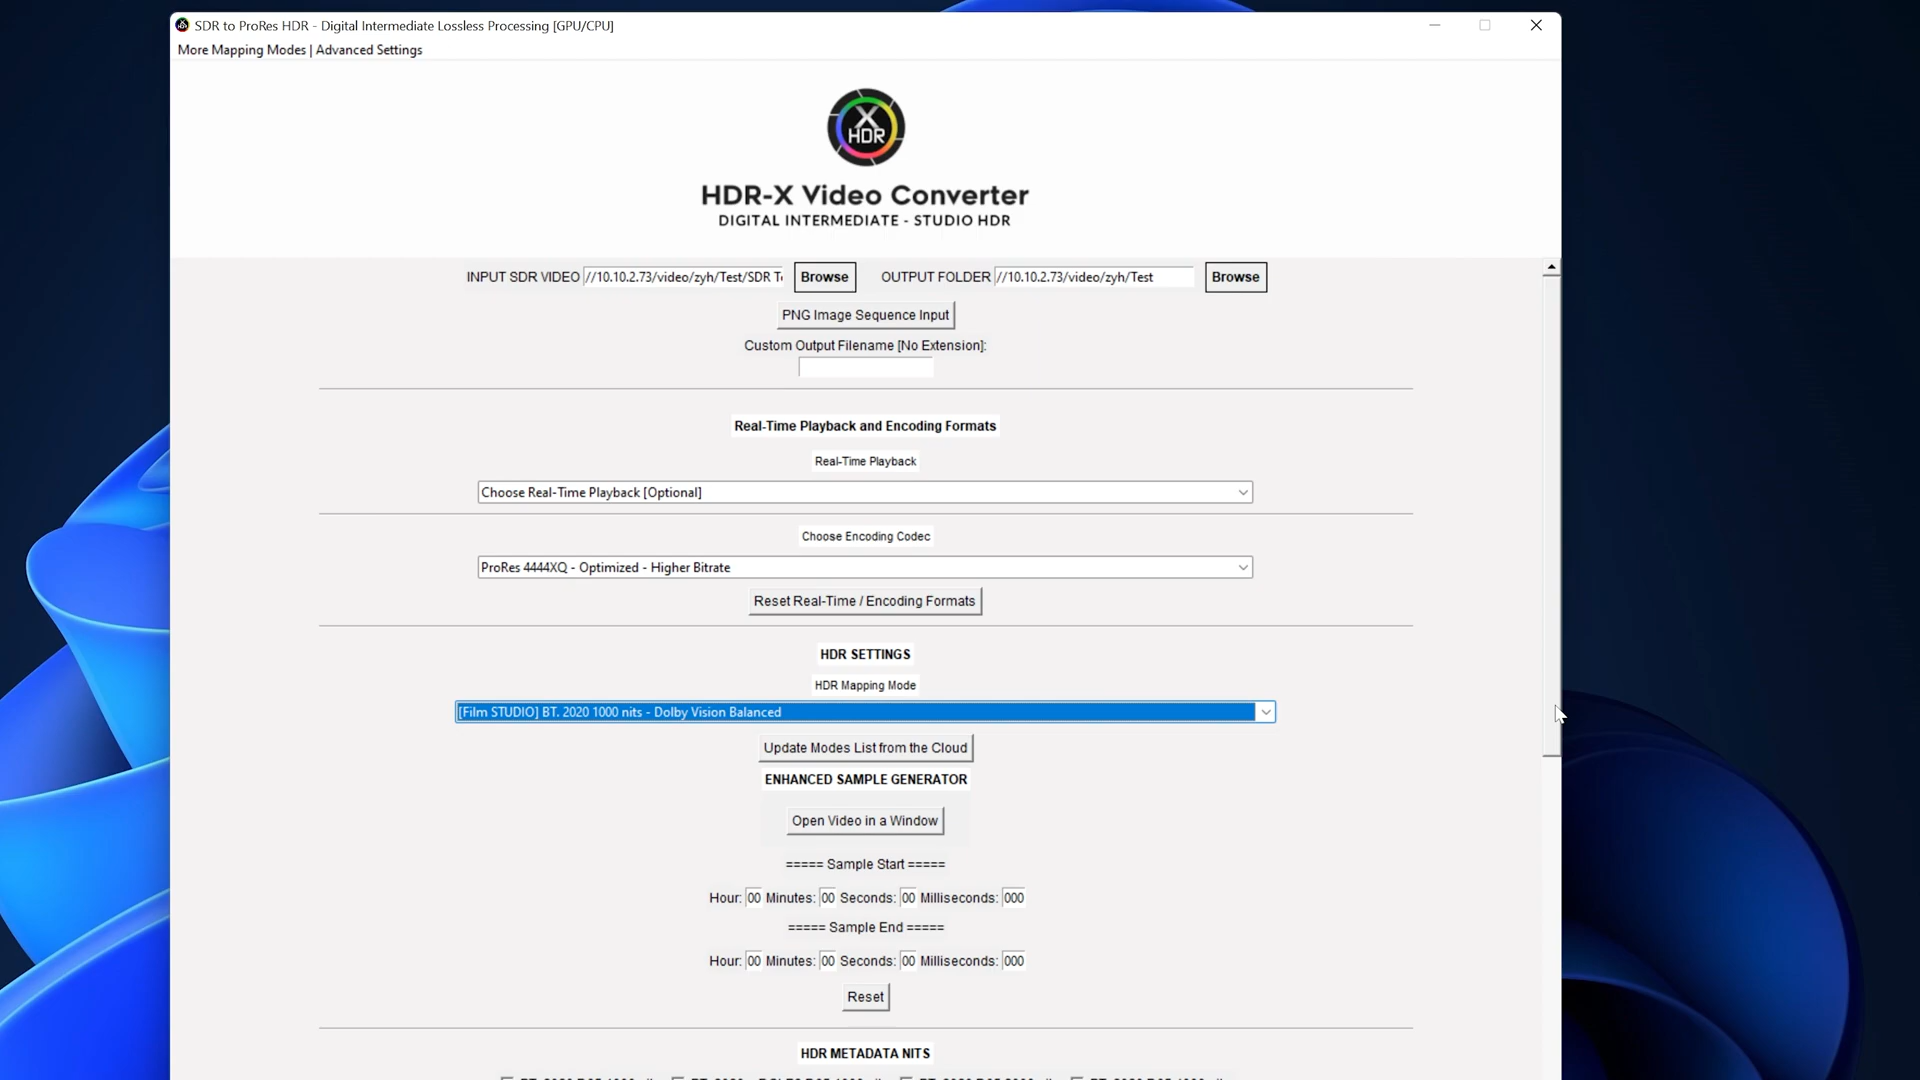 SDR to ProRes HDR - Digital Intermediate Lossless Processing [GPU/CPU]
More Mapping Modes | Advanced Settings
X
HDR
HDR-X Video Converter
DIGITAL INTERMEDIATE - STUDIO HDR
INPUT SDR VIDEO //10.10.2.73/video/zyh/Test/SDR Browse OUTPUT FOLDER //10.10.2.73/video/zyh/Test Browse
PNG Image Sequence Input
Custom Output Filename [No Extension]:
Real-Time Playback and Encoding Formats
Real-Time Playback
Choose Real-Time Playback [Optional]
Choose Encoding Codec
ProRes 4444XQ - Optimized - Higher Bitrate
Reset Real-Time / Encoding Formats
HDR SETTINGS
HDR Mapping Mode
[Film STUDIO] BT. 2020 1000 nits - Dolby Vision Balanced
Update Modes List from the Cloud
ENHANCED SAMPLE GENERATOR
Open Video in a Window
===== Sample Start =====
Hour: 00 Minutes: 00 Seconds: 00 Milliseconds: 000
===== Sample End =====
Hour: 00 Minutes: 00 Seconds: 00 Milliseconds: 000
Reset
HDR METADATA NITS